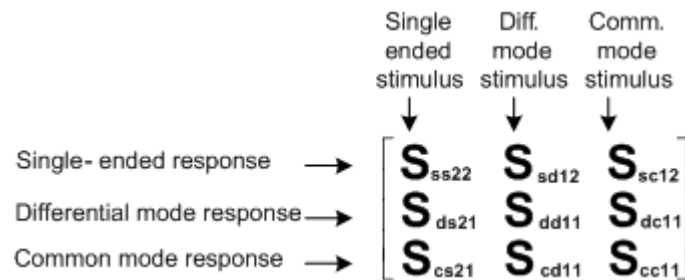 Single Diff. Comm.
ended mode mode
stimulus stimulus stimulus
Single- ended response S ss22 S sd12 S sc12
Differential mode response S ds21 S dd11 S dc11
Common mode response S cs21 S cd11 S cc11